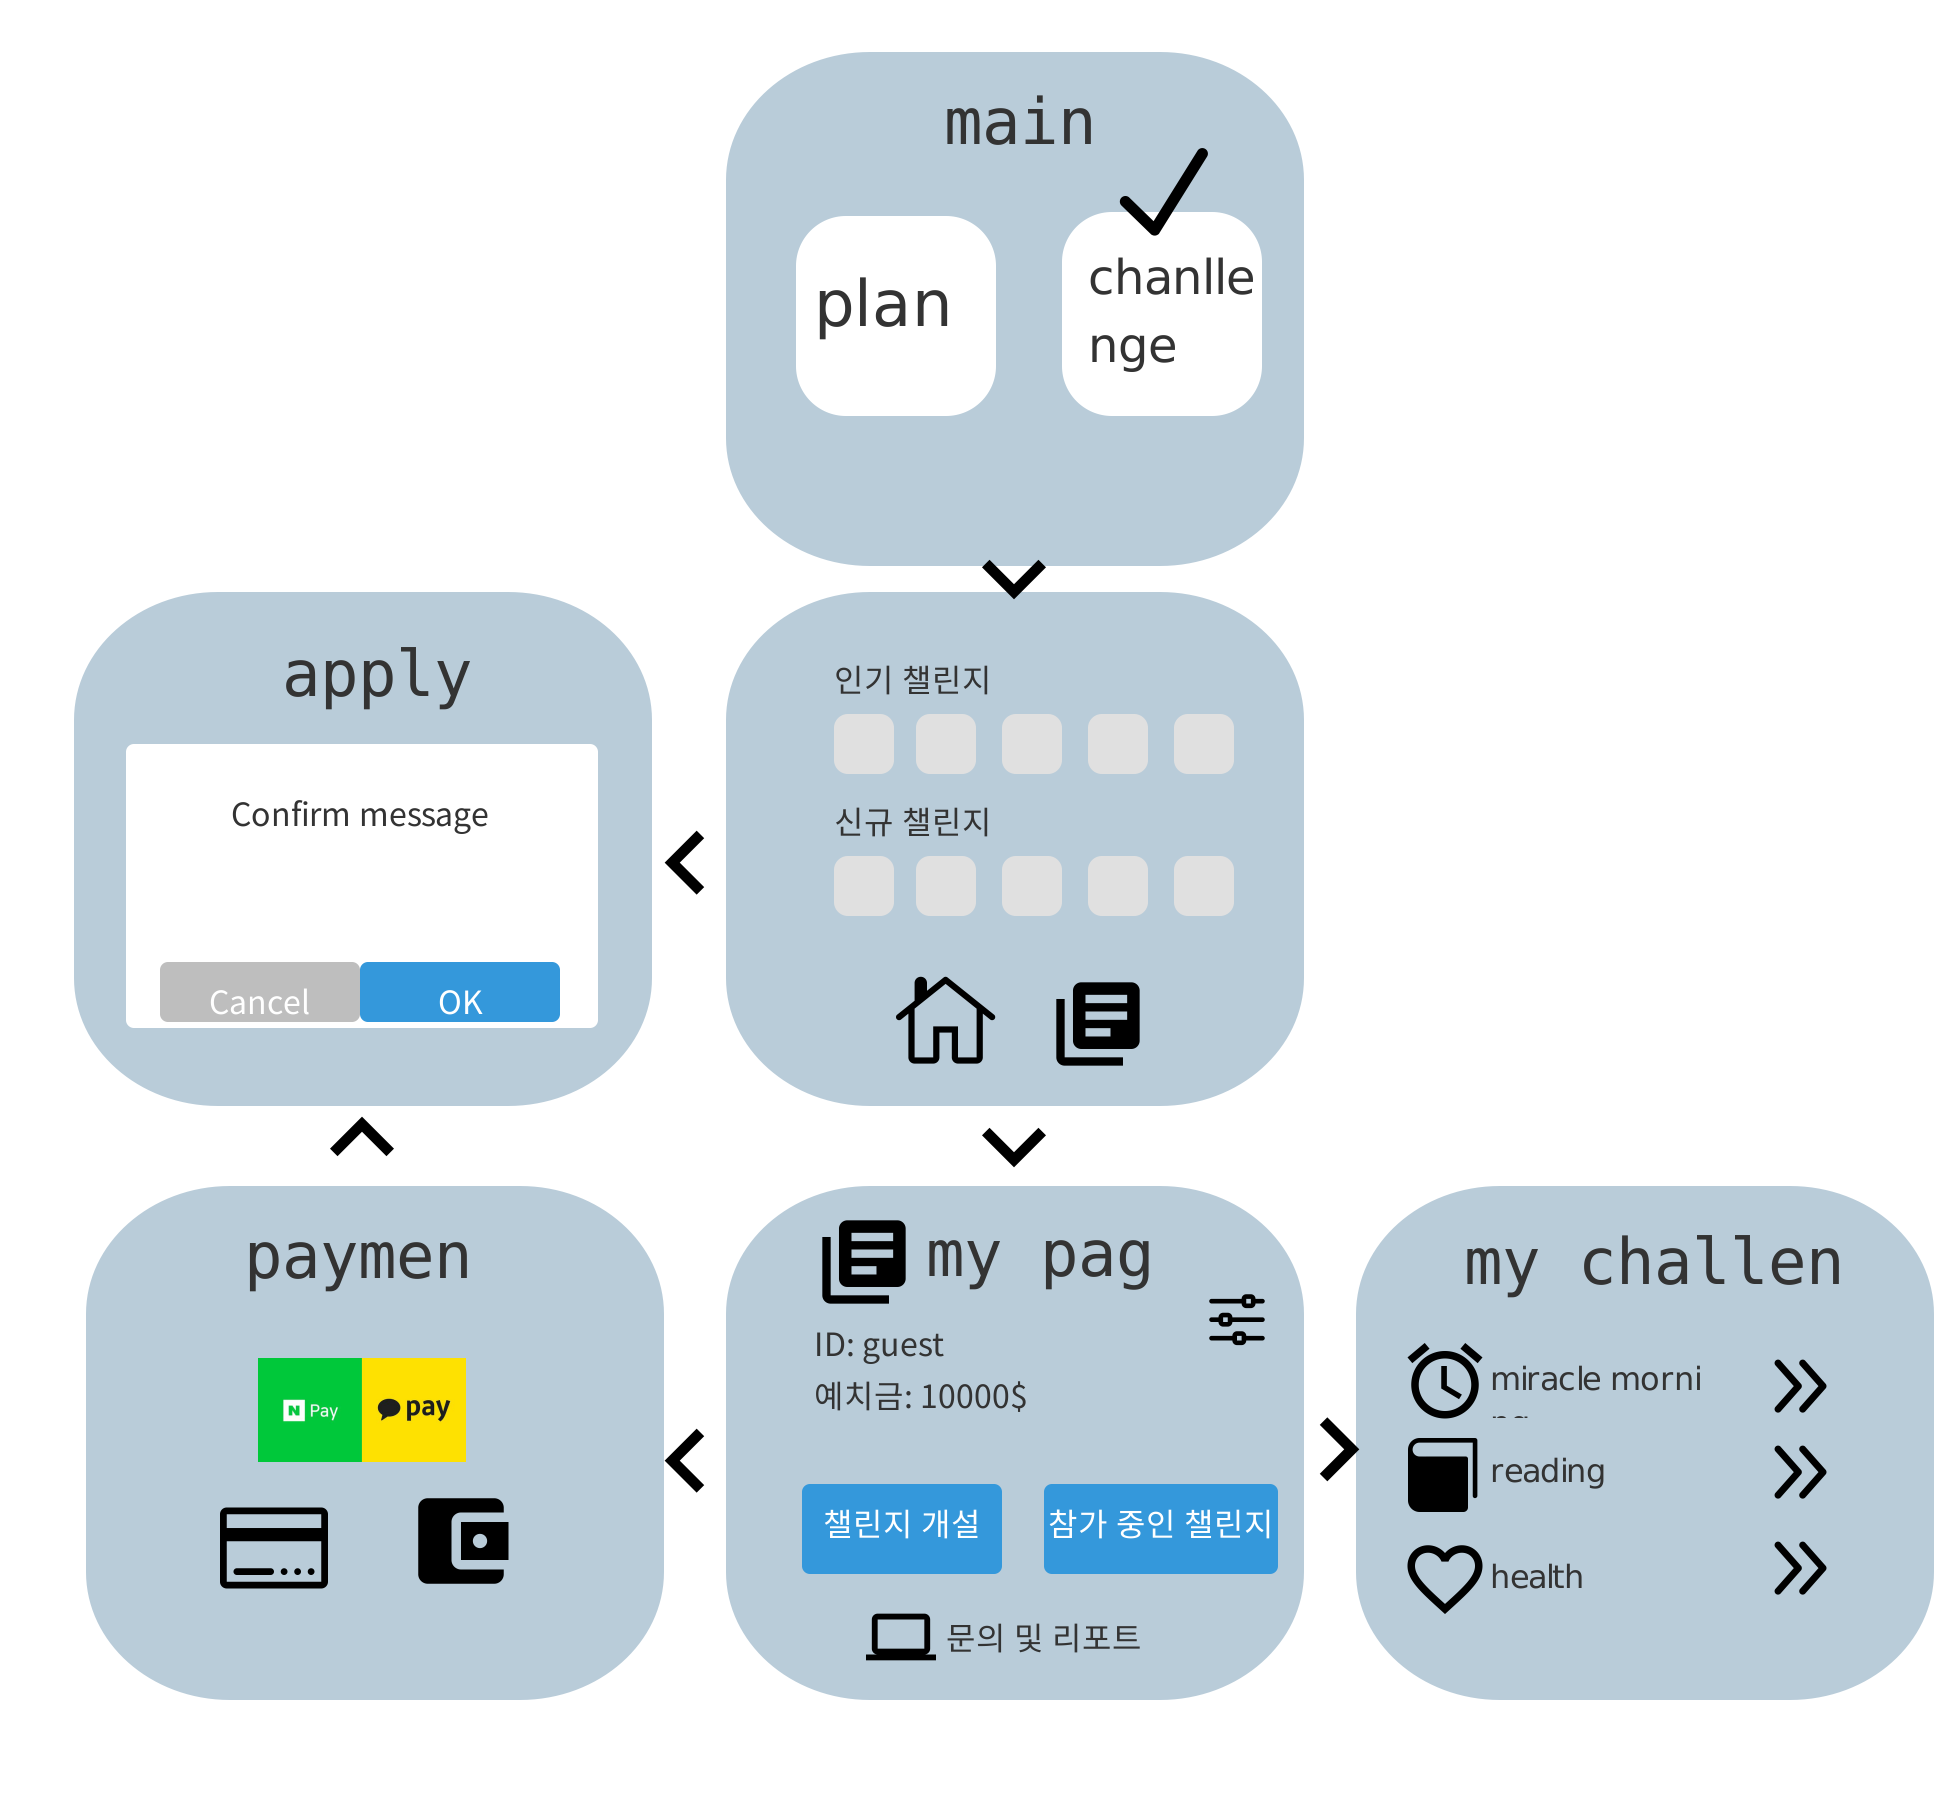 main
plan
chanlle
nge
apply
Confirm message
Cancel
OK
인기 챌린지
신규 챌린지
paymen
N Pay
pay
my pag
ID: guest
예치금: 10000$
챌린지 개설
참가 중인 챌린지
문의 및 리포트
my challen
miracle morni
reading
health